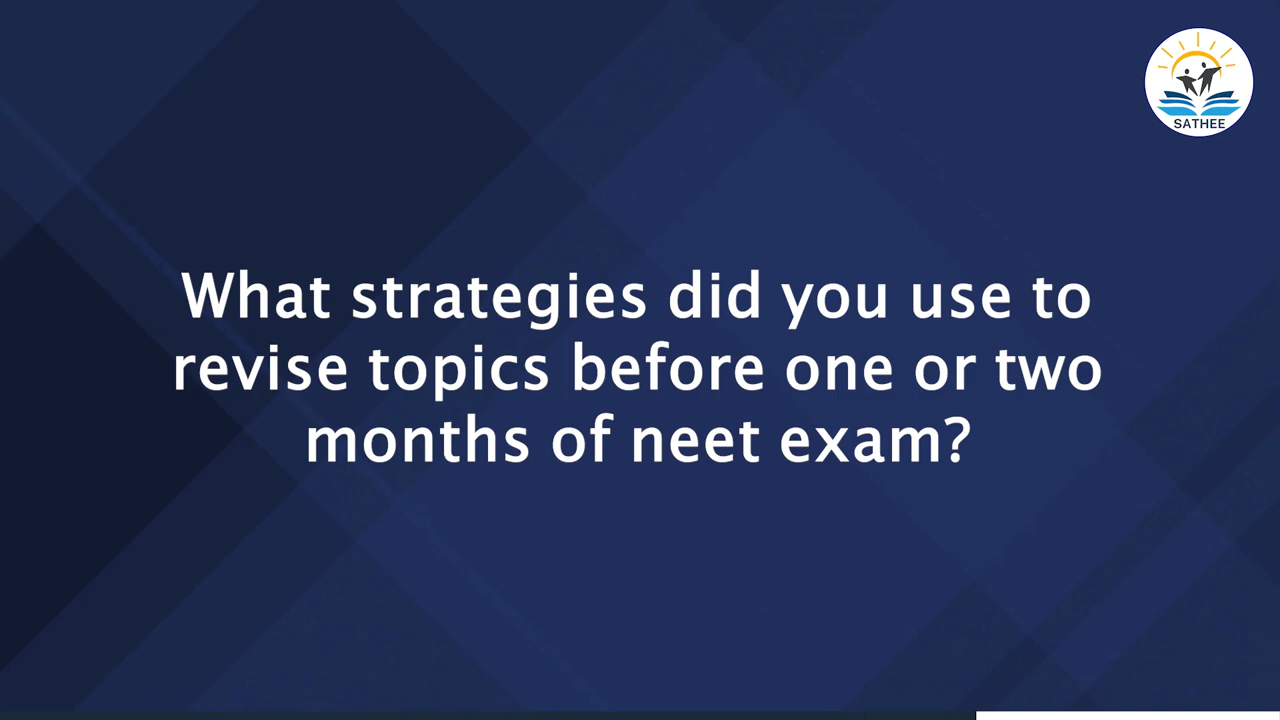 SATHEE
What strategies did you use to
revise topics before one or two
months of neet exam?